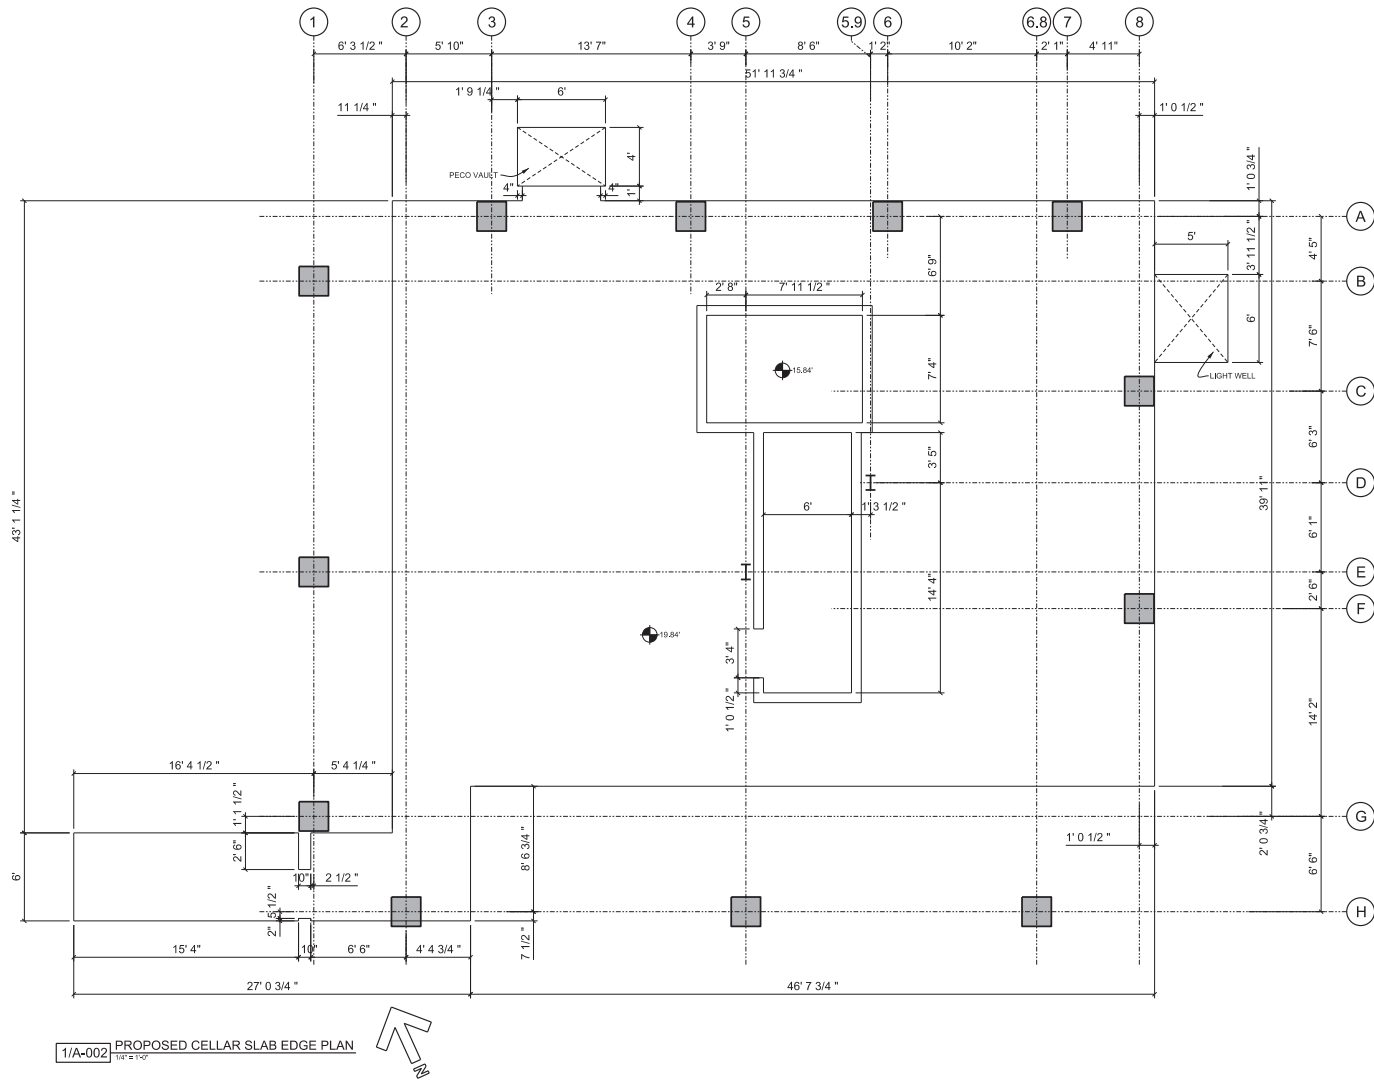 1 2 3 4 5 5.9 6 6.8 7 8
6' 3 1/2 " 5' 10" 13' 7" 3' 9" 8' 6" 1' 2" 10' 2" 2' 1" 4' 11"
51' 11 3/4 "
1' 9 1/4 " 6'
11 1/4 " 1' 0 1/2 "
4'
PECO VAULT
4" 4" 1'
1' 0 3/4 "
A
5' 3' 11 1/2 " 4' 5"
6' 9"
B
2' 8" 7' 11 1/2 "
6' 7' 6"
15.84' 7' 4"
LIGHT WELL
C
3' 5" 6' 3"
D
43' 1 1/4 " 39' 11"
6' 1' 3 1/2 "
6' 1"
E
14' 4" 2' 6"
F
19.84'
3' 4"
1' 0 1/2 "
14' 2"
16' 4 1/2 " 5' 4 1/4 "
1' 1 1/2 "
G
2' 6" 8' 6 3/4 " 1' 0 1/2 " 2' 0 3/4 "
6' 10" 2 1/2 " 6' 6"
5 1/2 "
H
2" 7 1/2 "
15' 4" 10" 6' 6" 4' 4 3/4 "
27' 0 3/4 " 46' 7 3/4 "
1/A-002 PROPOSED CELLAR SLAB EDGE PLAN
1/4" = 1'-0"
N